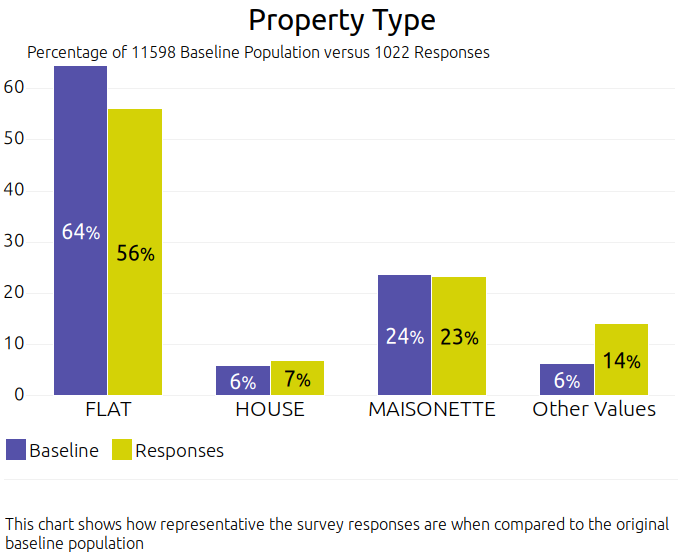 Property Type
Percentage of 11598 Baseline Population versus 1022 Responses
60
50
40
30
20
10
0
64%
56%
6%
7%
24%
23%
6%
14%
FLAT HOUSE MAISONETTE Other Values
Baseline Responses
This chart shows how representative the survey responses are when compared to the original
baseline population